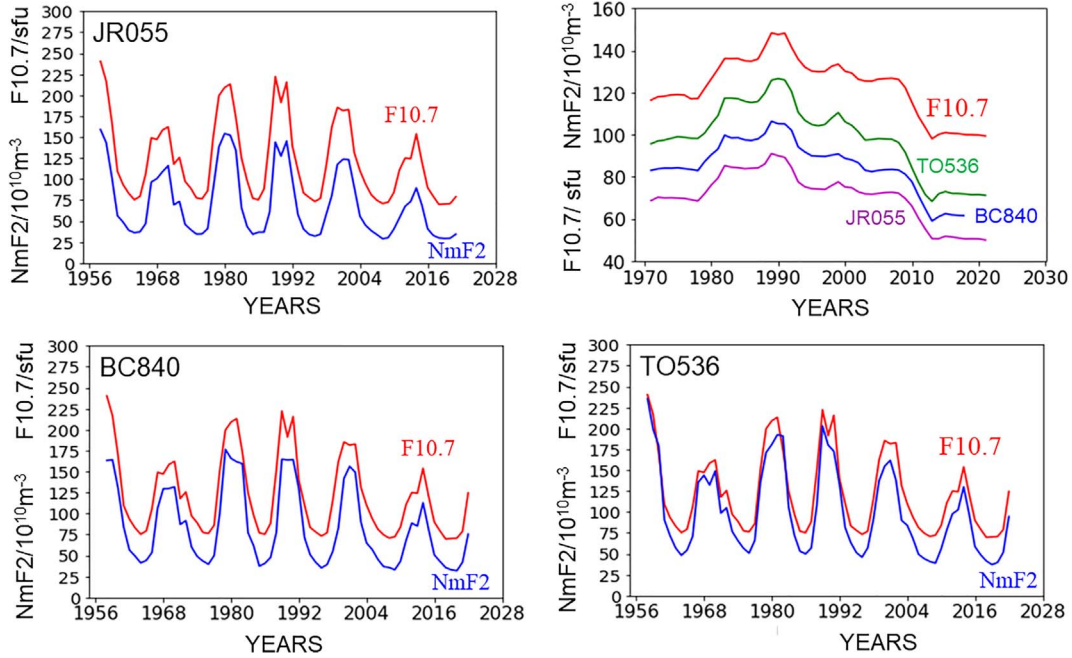 JR055
F10.7/sfu
NmF2/10¹⁰m⁻³
300
275
250
225
200
175
150
125
100
75
50
25
0
F10.7
NmF2
1956 1968 1980 1992 2004 2016 2028
YEARS
NmF2/10¹⁰m⁻³
F10.7/ sfu
160
140
120
100
80
60
40
F10.7
TO536
BC840
JR055
1970 1980 1990 2000 2010 2020 2030
YEARS
BC840
F10.7/sfu
NmF2/10¹⁰m⁻³
300
275
250
225
200
175
150
125
100
75
50
25
0
F10.7
NmF2
1956 1968 1980 1992 2004 2016 2028
YEARS
TO536
F10.7/sfu
NmF2/10¹⁰m⁻³
300
275
250
225
200
175
150
125
100
75
50
25
0
F10.7
NmF2
1956 1968 1980 1992 2004 2016 2028
YEARS